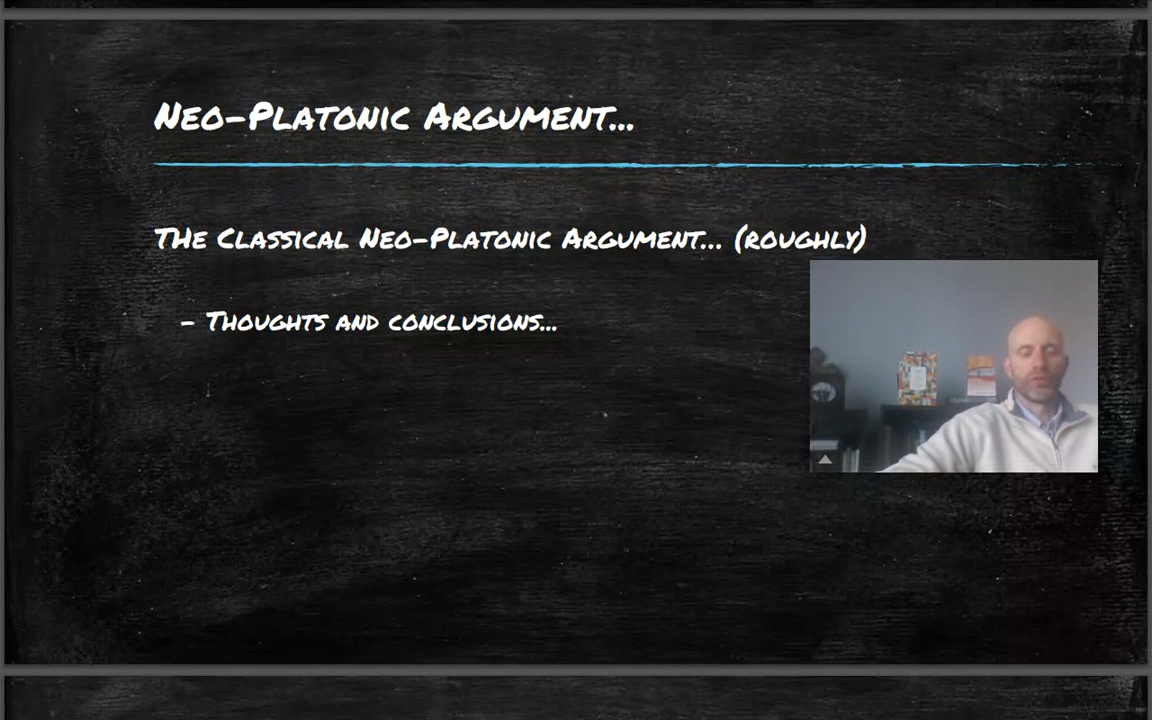 Neo-Platonic Argument...
The Classical Neo-Platonic Argument... (roughly)
- Thoughts and conclusions...